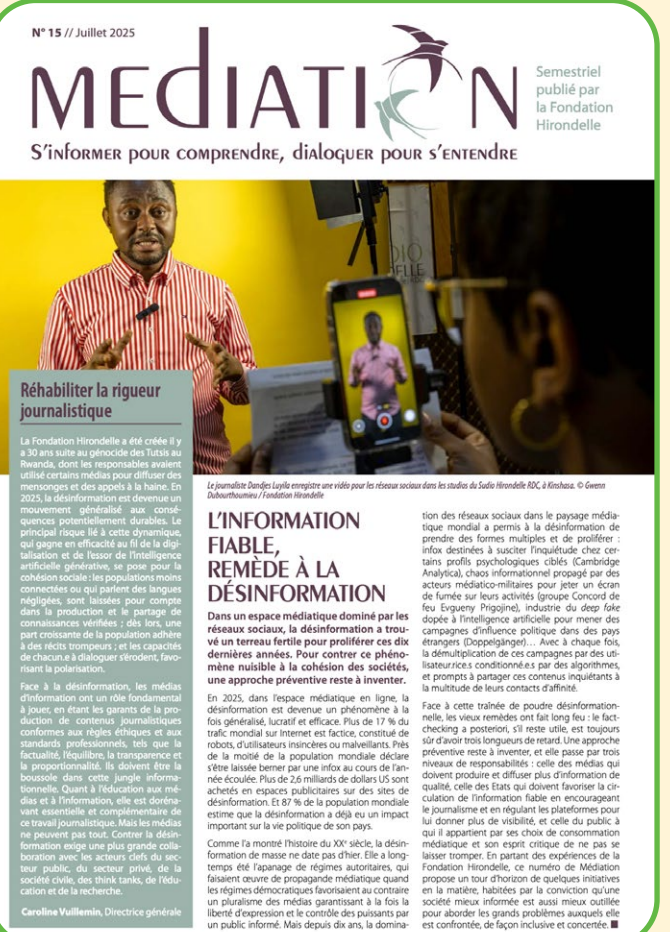 N° 15 // Juillet 2025
MEDIATION
Semestriel
publié par
la Fondation
Hirondelle
S'informer pour comprendre, dialoguer pour s'entendre
Réhabiliter la rigueur
journalistique
La Fondation Hirondelle a été créée il y
a 30 ans suite au génocide des Tutsis au
Rwanda, dont les responsables avaient
utilisé certains médias pour diffuser des
mensonges et des appels à la haine. En
2025, la désinformation est devenue un
mouvement généralisé aux consé-
quences potentiellement durables. Le
principal risque lié à cette dynamique,
qui gagne en efficacité au fil de la digi-
talisation et de l'essor de l'Intelligence
artificielle générative, se pose pour la
cohésion sociale : les populations moins
connectées ou qui parlent des langues
négligées, sont laissées pour compte
dans la production et le partage de
connaissances vérifiées ; dès lors, une
part croissante de la population adhère
à des récits trompeurs ; et les capacités
de chacun.e à dialoguer s'érodent, favo-
risant la polarisation.
Face à la désinformation, les médias
d'information ont un rôle fondamental
à jouer, en étant les garants de la pro-
duction de contenus journalistiques
conformes aux règles éthiques et aux
standards professionnels, tels que la
factualité, l'équilibre, la transparence et
la proportionnalité. Ils doivent être la
boussole dans cette jungle informa-
tionnelle. Quant à l'éducation aux mé-
dias et à l'information, elle est doréna-
vant essentielle et complémentaire de
ce travail journalistique. Mais les médias
ne peuvent pas tout. Contrer la désin-
formation exige une plus grande colla-
boration avec les acteurs clefs du sec-
teur public, du secteur privé, de la
société civile, des think tanks, de l'édu-
cation et de la recherche.
Caroline Vuillemin, Directrice générale
Le journaliste Dandjes Luyila enregistre une vidéo pour les réseaux sociaux dans les studios du Sudio Hirondelle RDC, à Kinshasa. © Gwenn
Dubourthoumieu / Fondation Hirondelle
L'INFORMATION
FIABLE,
REMÈDE À LA
DÉSINFORMATION
Dans un espace médiatique dominé par les
réseaux sociaux, la désinformation a trou-
vé un terreau fertile pour proliférer ces dix
dernières années. Pour contrer ce phéno-
mène nuisible à la cohésion des sociétés,
une approche préventive reste à inventer.
En 2025, dans l'espace médiatique en ligne, la
désinformation est devenue un phénomène à la
fois généralisé, lucratif et efficace. Plus de 17 % du
trafic mondial sur Internet est factice, constitué de
robots, d'utilisateurs insincères ou malveillants. Près
de la moitié de la population mondiale déclare
s'être laissée berner par une infox au cours de l'an-
née écoulée. Plus de 2,6 milliards de dollars US sont
achetés en espaces publicitaires sur des sites de
désinformation. Et 87 % de la population mondiale
estime que la désinformation a déjà eu un impact
important sur la vie politique de son pays.
Comme l'a montré l'histoire du XXe siècle, la désin-
formation de masse ne date pas d'hier. Elle a long-
temps été l'apanage de régimes autoritaires, qui
faisaient œuvre de propagande médiatique quand
les régimes démocratiques favorisaient au contraire
un pluralisme des médias garantissant à la fois la
liberté d'expression et le contrôle des puissants par
un public informé. Mais depuis dix ans, la domina-
tion des réseaux sociaux dans le paysage média-
tique mondial a permis à la désinformation de
prendre des formes multiples et de proliférer :
infox destinées à susciter l'inquiétude chez cer-
tains profils psychologiques ciblés (Cambridge
Analytica), chaos informationnel propagé par des
acteurs médiatico-militaires pour jeter un écran
de fumée sur leurs activités (groupe Concord de
feu Evgueny Prigojine), industrie du deep fake
dopée à l'intelligence artificielle pour mener des
campagnes d'influence politique dans des pays
étrangers (Doppelgänger)… Avec à chaque fois,
la démultiplication de ces campagnes par des uti-
lisateur.rice.s conditionné.e.s par des algorithmes,
et prompts à partager ces contenus inquiétants à
la multitude de leurs contacts d'affinité.
Face à cette traînée de poudre désinformation-
nelle, les vieux remèdes ont fait long feu : le fact-
checking a posteriori, s'il reste utile, est toujours
sûr d'avoir trois longueurs de retard. Une approche
préventive reste à inventer, et elle passe par trois
niveaux de responsabilités : celle des médias qui
doivent produire et diffuser plus d'information de
qualité, celle des Etats qui doivent favoriser la cir-
culation de l'information fiable en encourageant
le journalisme et en régulant les plateformes pour
lui donner plus de visibilité, et celle du public à
qui il appartient par ses choix de consommation
médiatique et son esprit critique de ne pas se
laisser tromper. En partant des expériences de la
Fondation Hirondelle, ce numéro de Médiation
propose un tour d'horizon de quelques initiatives
en la matière, habitées par la conviction qu'une
société mieux informée est aussi mieux outillée
pour aborder les grands problèmes auxquels elle
est confrontée, de façon inclusive et concertée.